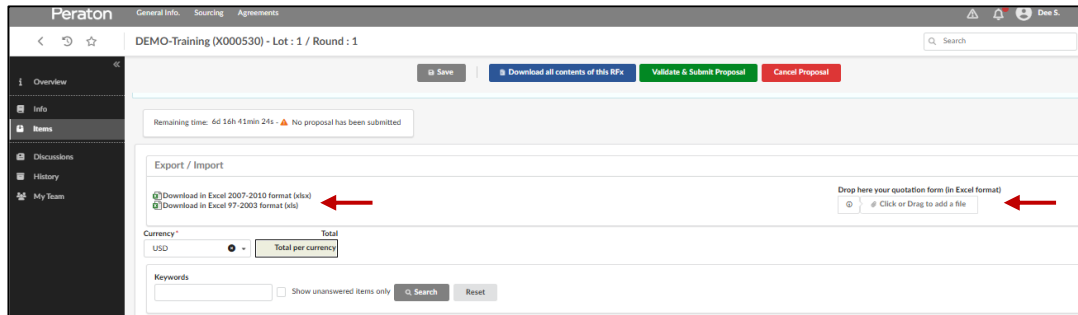 Peraton General Info. Sourcing Agreements Dee S.
DEMO-Training (X000530) - Lot : 1 / Round : 1 Search
Save Download all contents of this RFx Validate & Submit Proposal Cancel Proposal
Overview
Info
Items
Discussions
History
My Team
Remaining time: 6d 16h 41min 24s - No proposal has been submitted
Export / Import
Download in Excel 2007-2010 format (xlsx)
Download in Excel 97-2003 format (xls)
Drop here your quotation form (in Excel format)
Click or Drag to add a file
Currency* Total
USD Total per currency
Keywords
Show unanswered items only Search Reset